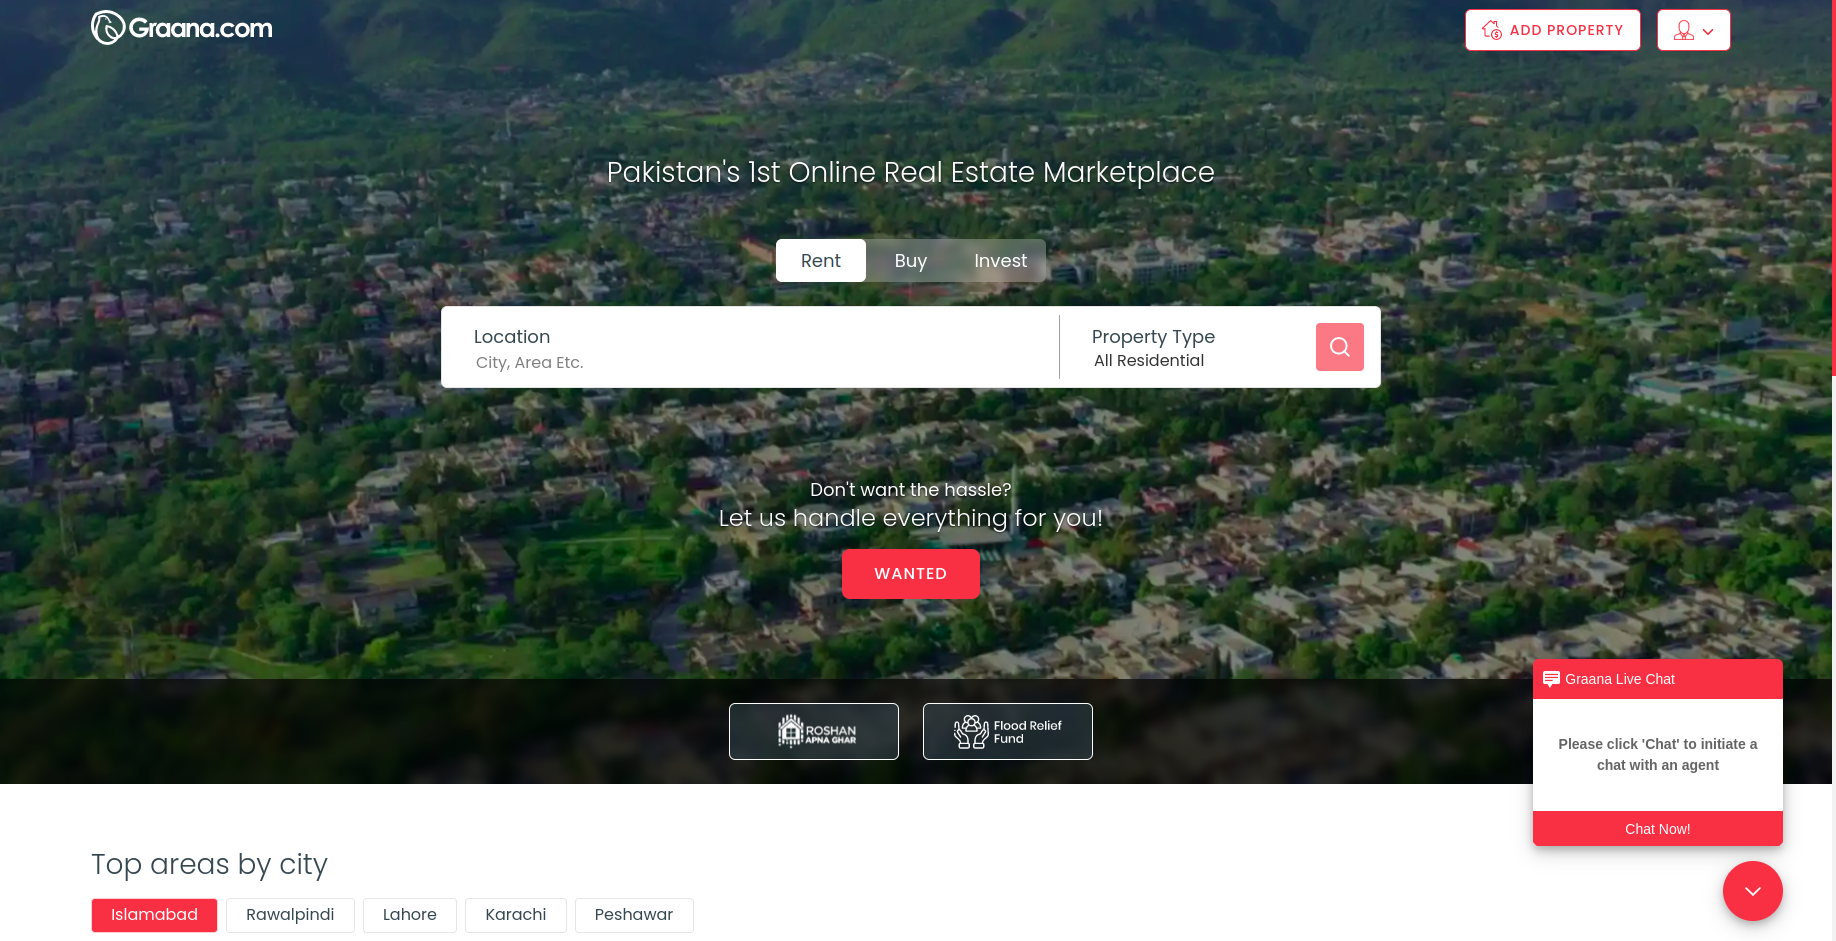 Graana.com
ADD PROPERTY
Pakistan's 1st Online Real Estate Marketplace
Rent
Buy
Invest
Location
City, Area Etc.
Property Type
All Residential
Don't want the hassle?
Let us handle everything for you!
WANTED
ROSHAN
APNA GHAR
Flood Relief
Fund
Graana Live Chat
Please click 'Chat' to initiate a
chat with an agent
Chat Now!
Top areas by city
Islamabad
Rawalpindi
Lahore
Karachi
Peshawar